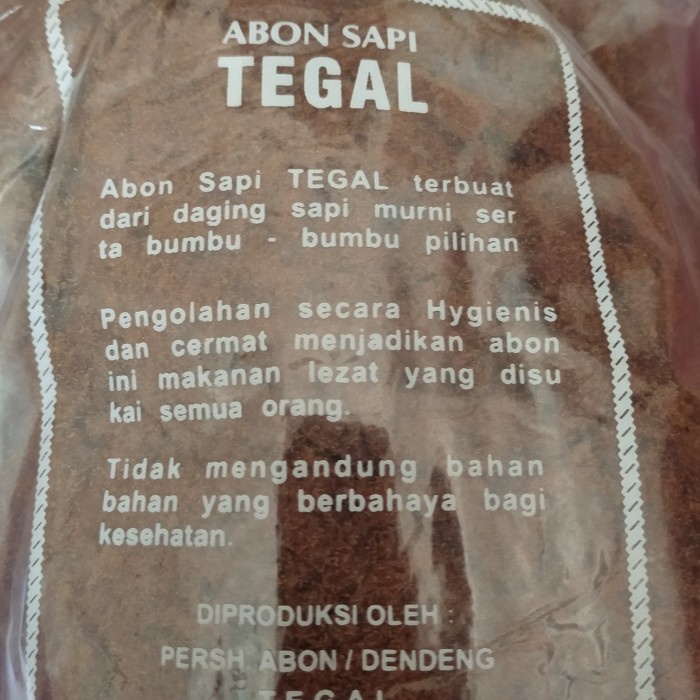 ABON SAPI
TEGAL
Abon Sapi TEGAL terbuat
dari daging sapi murni ser
ta bumbu - bumbu pilihan
Pengolahan secara Hygienis
dan cermat menjadikan abon
ini makanan lezat yang disu
kai semua orang.
Tidak mengandung bahan
bahan yang berbahaya bagi
kesehatan.
DIPRODUKSI OLEH :
PERSH. ABON / DENDENG
TEGAL